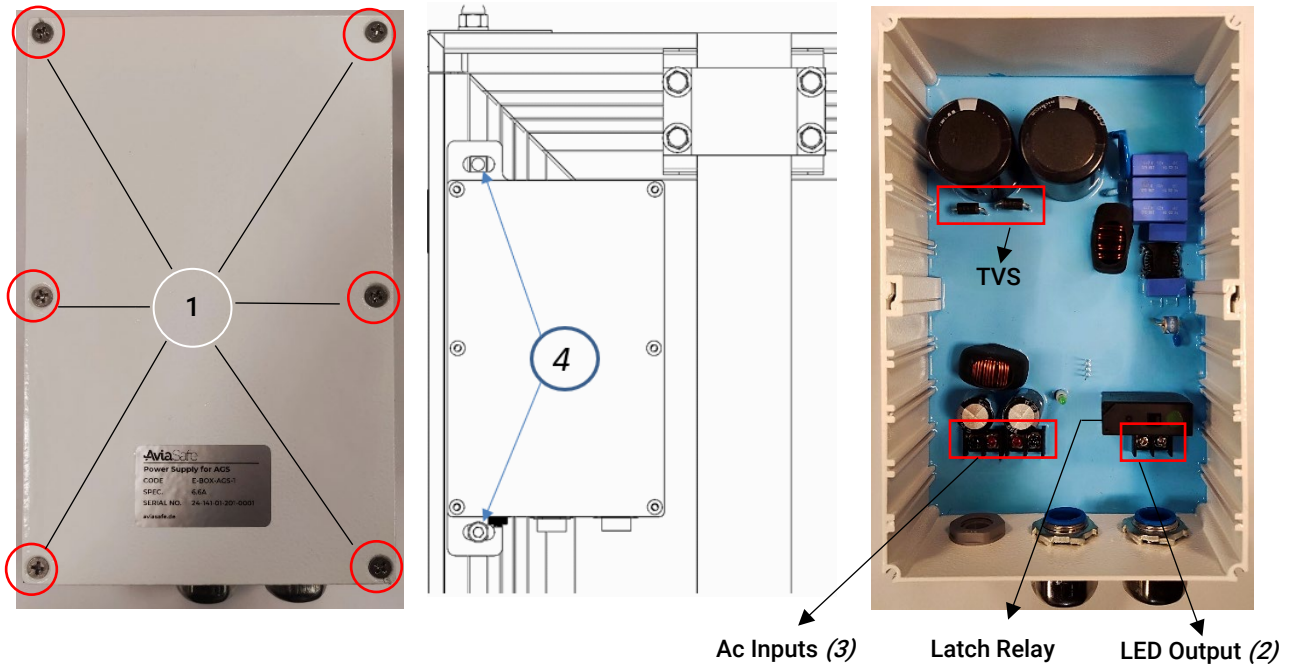 1
AviaSafe
Power Supply for AGS
CODE E-BOX-AGS-1
SPEC. 6.6A
SERIAL NO. 24-141-01-201-0001
aviasafe.de
4
TVS
Ac Inputs (3)
Latch Relay
LED Output (2)